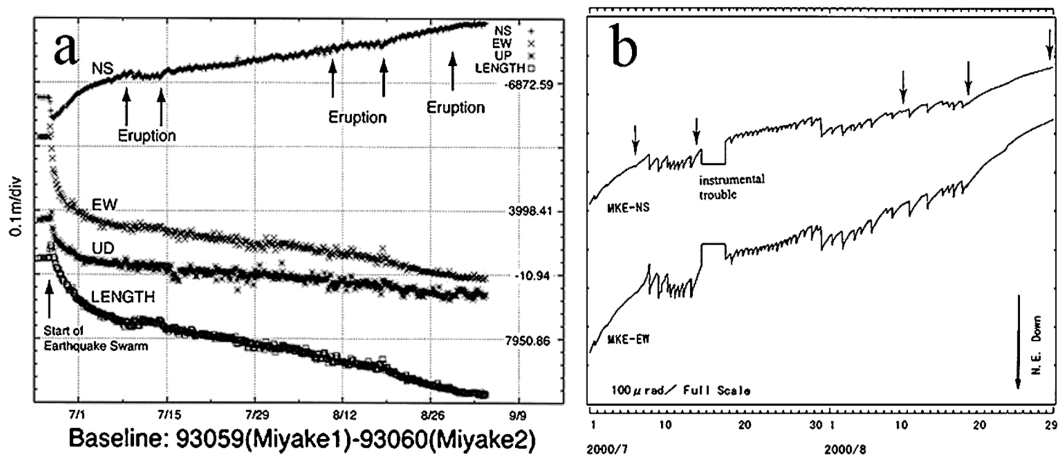 a
NS +
EW ×
UP ✳
LENGTH □
NS
-6872.59
Eruption
Eruption
Eruption
EW
3998.41
UD
-10.94
LENGTH
7950.86
Start of
Earthquake Swarm
0.1m/div
7/1 7/15 7/29 8/12 8/26 9/9
Baseline: 93059(Miyake1)-93060(Miyake2)
b
instrumental
trouble
MKE-NS
MKE-EW
N.E. Down
100μrad/ Full Scale
1 10 20 30 1 10 20 29
2000/7 2000/8